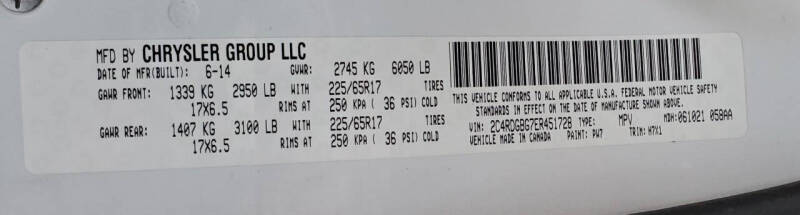 MFD BY CHRYSLER GROUP LLC
DATE OF MFR(BUILT): 6-14 GVWR: 2745 KG 6050 LB
GAWR FRONT: 1339 KG 2950 LB WITH 225/65R17 TIRES
17X6.5 RIMS AT 250 KPA ( 36 PSI) COLD
GAWR REAR: 1407 KG 3100 LB WITH 225/65R17 TIRES
17X6.5 RIMS AT 250 KPA ( 36 PSI) COLD
THIS VEHICLE CONFORMS TO ALL APPLICABLE U.S.A. FEDERAL MOTOR VEHICLE SAFETY
STANDARDS IN EFFECT ON THE DATE OF MANUFACTURE SHOWN ABOVE.
VIN: 2C4RDGBG7ER451728 TYPE: MPV MDH: 061021 058AA
VEHICLE MADE IN CANADA PAINT: PW7 TRIM: H7X1